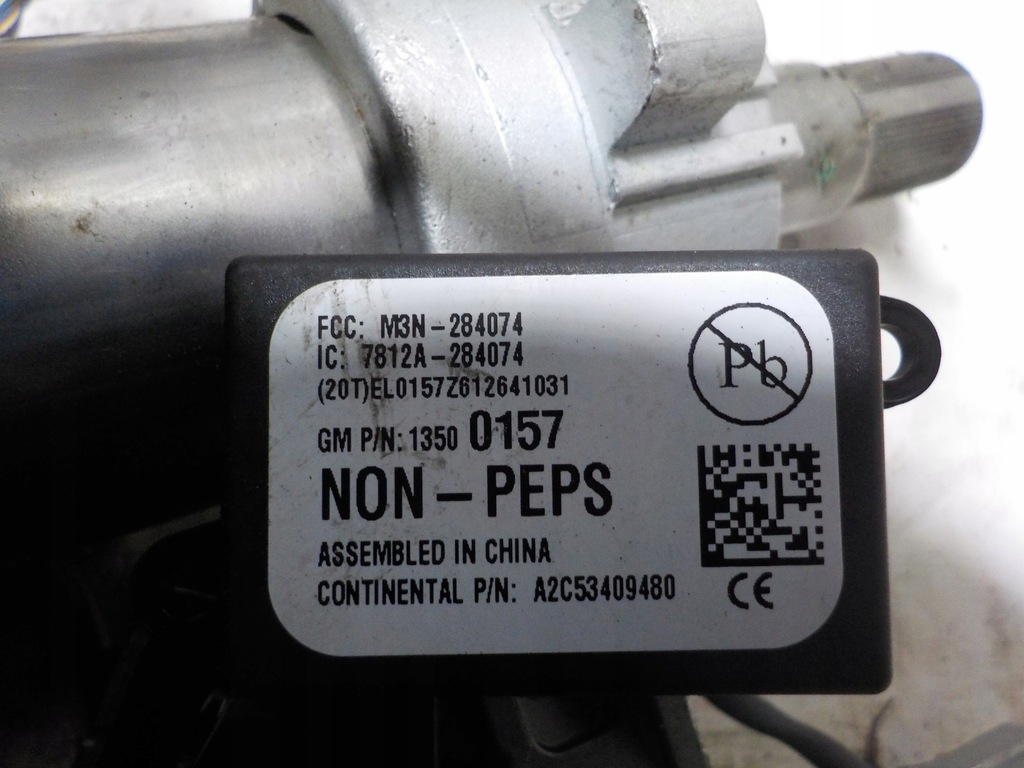 FCC: M3N-284074
IC: 7812A-284074
(20T)EL0157Z612641031
GM P/N: 1350 0157
NON-PEPS
ASSEMBLED IN CHINA
CONTINENTAL P/N: A2C53409480
Pb
CE